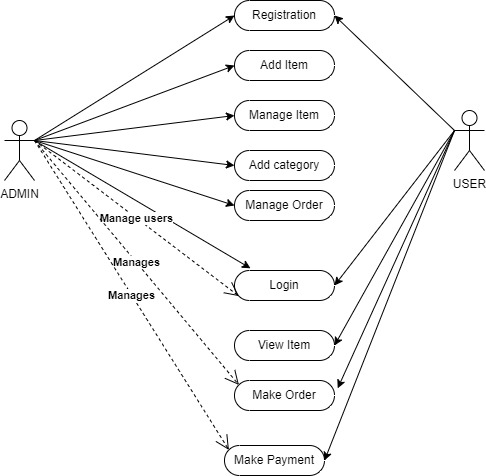 Registration
Add Item
Manage Item
Add category
ADMIN
USER
Manage Order
Manage users
Manages
Login
Manages
View Item
Make Order
Make Payment